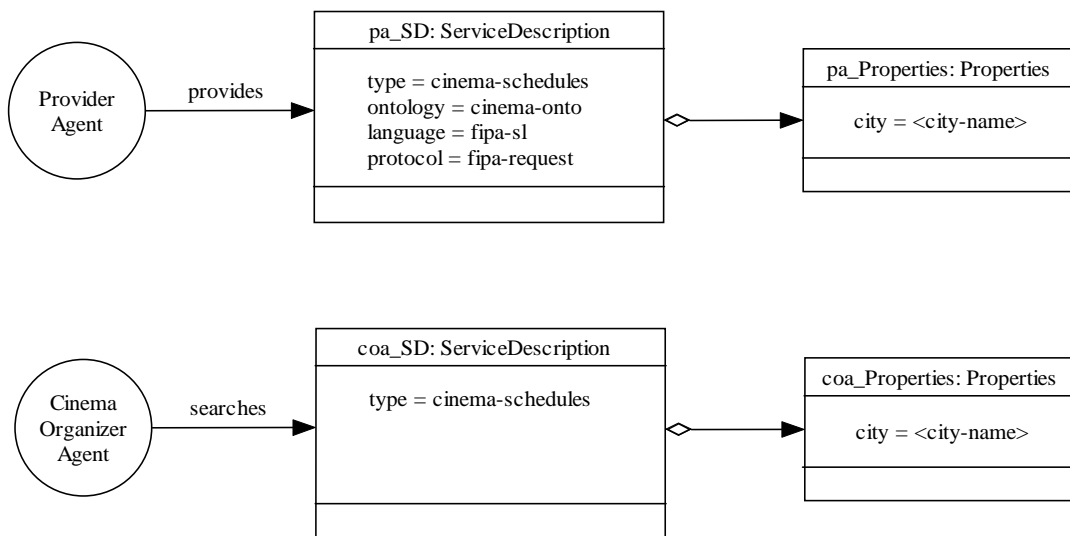 pa_SD: ServiceDescription
pa_Properties: Properties
Provider
Agent
provides
type = cinema-schedules
ontology = cinema-onto
language = fipa-sl
protocol = fipa-request
city = <city-name>
coa_SD: ServiceDescription
coa_Properties: Properties
Cinema
Organizer
Agent
searches
type = cinema-schedules
city = <city-name>